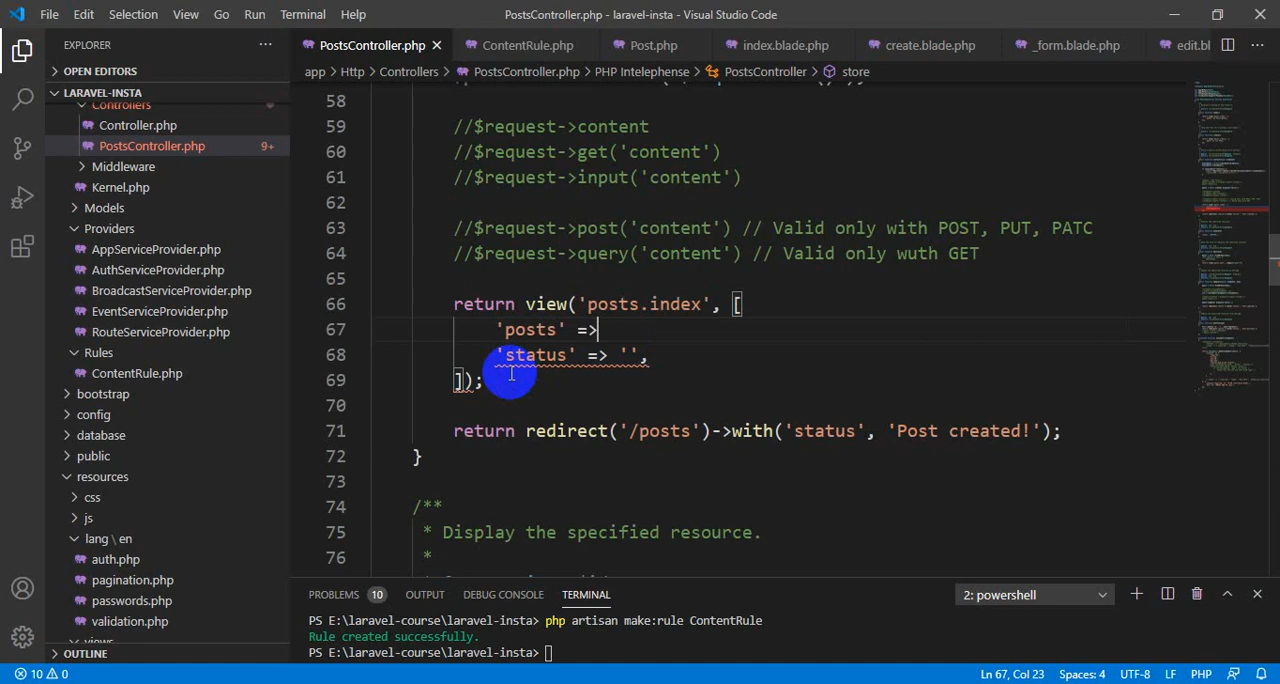 File Edit Selection View Go Run Terminal Help PostsController.php - laravel-insta - Visual Studio Code
EXPLORER ...
PostsController.php × ContentRule.php Post.php index.blade.php create.blade.php _form.blade.php edit.bl ...
OPEN EDITORS
app > Http > Controllers > PostsController.php > PHP Intelephense > PostsController > store
LARAVEL-INSTA
Controllers
Controller.php
PostsController.php 9+
Middleware
Kernel.php
Models
Providers
AppServiceProvider.php
AuthServiceProvider.php
BroadcastServiceProvider.php
EventServiceProvider.php
RouteServiceProvider.php
Rules
ContentRule.php
bootstrap
config
database
public
resources
css
js
lang \ en
auth.php
pagination.php
passwords.php
validation.php
views
OUTLINE
58
59 //$request->content
60 //$request->get('content')
61 //$request->input('content')
62
63 //$request->post('content') // Valid only with POST, PUT, PATC
64 //$request->query('content') // Valid only wuth GET
65
66 return view('posts.index', [
67 'posts' =>
68 'status' => '',
69 ]);
70
71 return redirect('/posts')->with('status', 'Post created!');
72 }
73
74 /**
75 * Display the specified resource.
76 *
PROBLEMS 10 OUTPUT DEBUG CONSOLE TERMINAL 2: powershell
PS E:\laravel-course\laravel-insta> php artisan make:rule ContentRule
Rule created successfully.
PS E:\laravel-course\laravel-insta>
10 0 Ln 67, Col 23 Spaces: 4 UTF-8 LF PHP